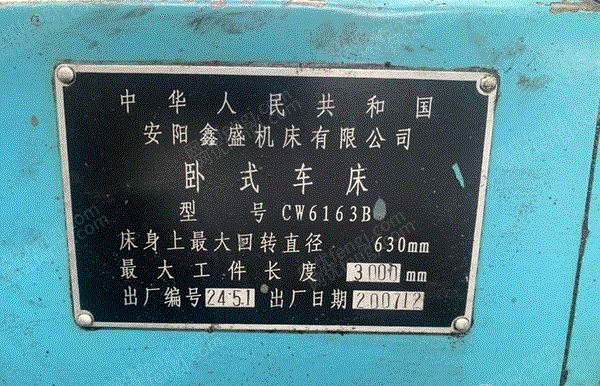 中华人民共和国
安阳鑫盛机床有限公司
卧式车床
型 号 CW6163B
床身上最大回转直径 630mm
最大工件长度 3000 mm
出厂编号 2451 出厂日期 200712